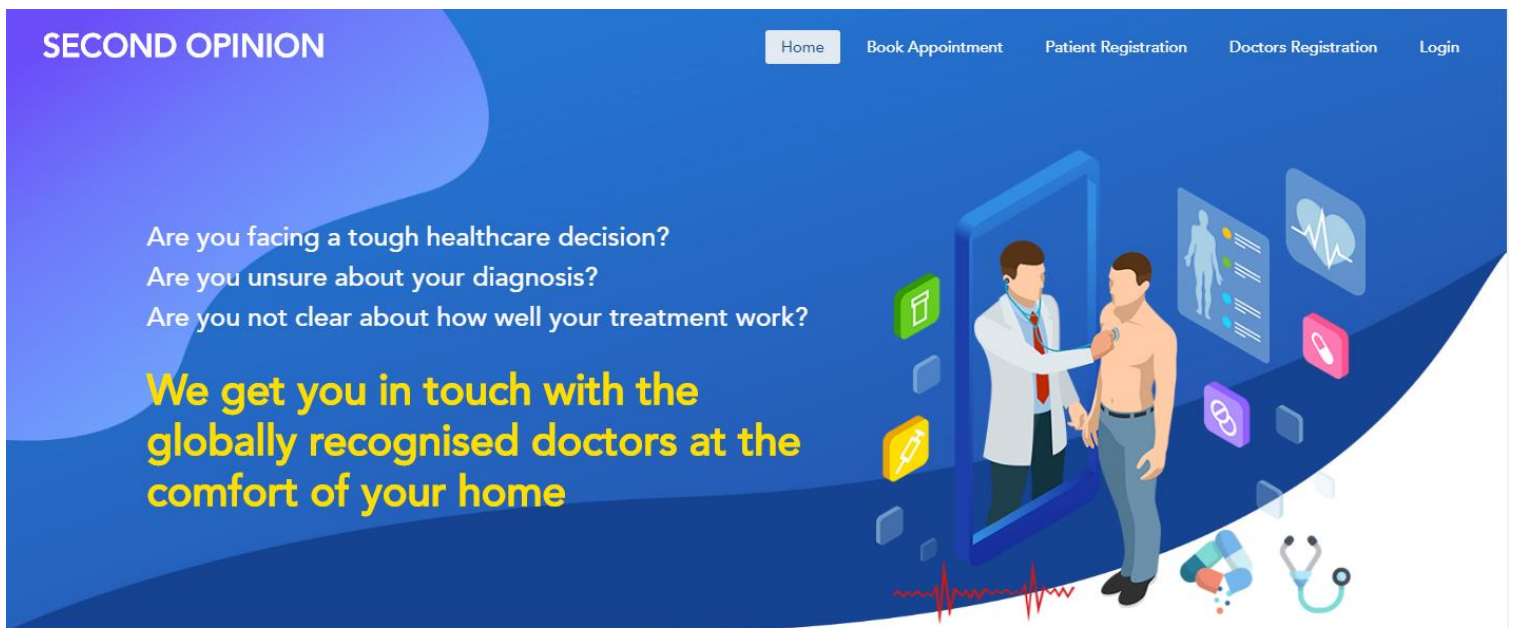 SECOND OPINION
Home
Book Appointment
Patient Registration
Doctors Registration
Login
Are you facing a tough healthcare decision?
Are you unsure about your diagnosis?
Are you not clear about how well your treatment work?
We get you in touch with the
globally recognised doctors at the
comfort of your home